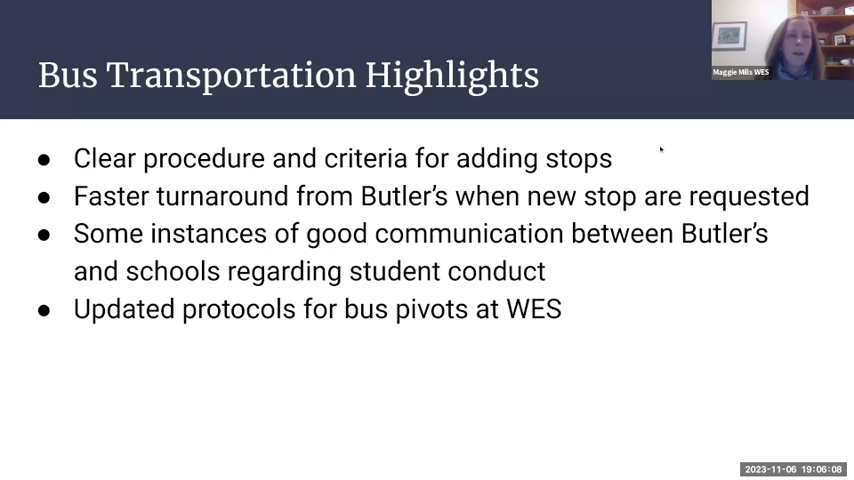 Bus Transportation Highlights
Maggie Mills WES
● Clear procedure and criteria for adding stops
● Faster turnaround from Butler's when new stop are requested
● Some instances of good communication between Butler's
and schools regarding student conduct
● Updated protocols for bus pivots at WES
2023-11-06 19:06:08